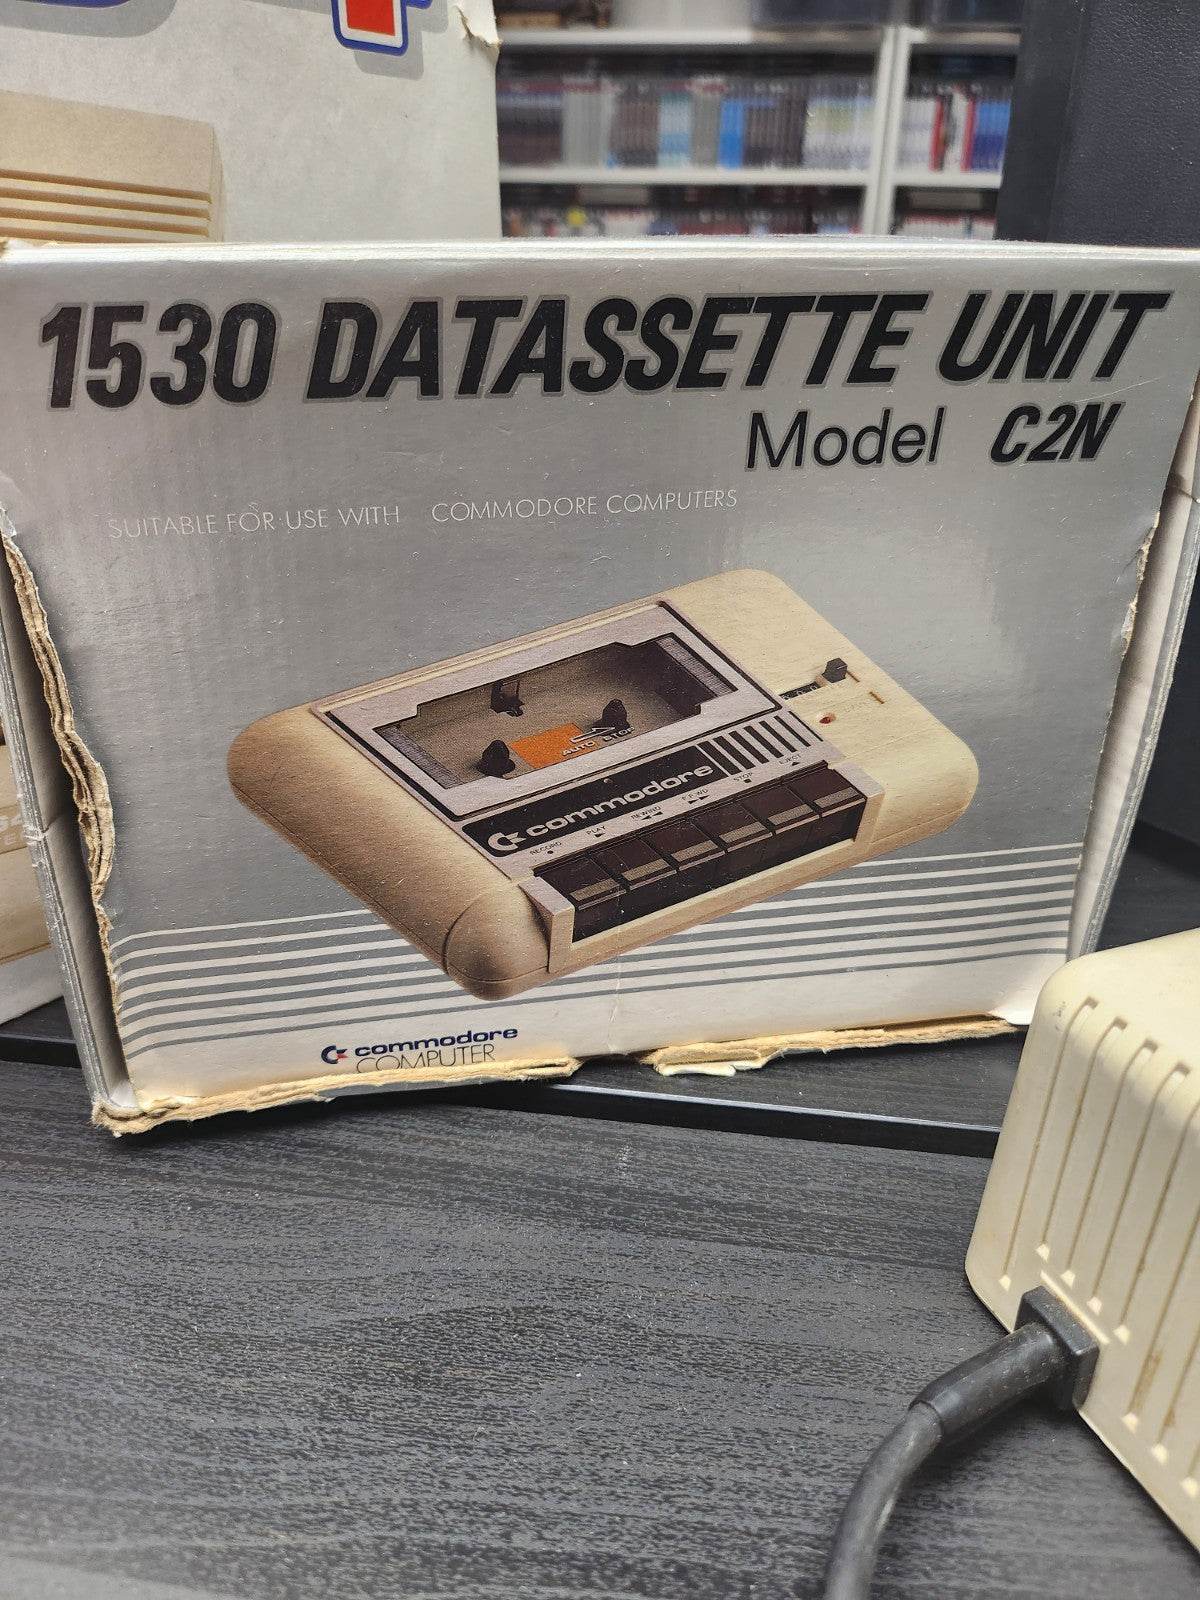 1530 DATASSETTE UNIT
Model C2N
SUITABLE FOR USE WITH COMMODORE COMPUTERS
AUTO STOP
commodore
RECORD PLAY REWIND F.FWD STOP EJECT
commodore
COMPUTER